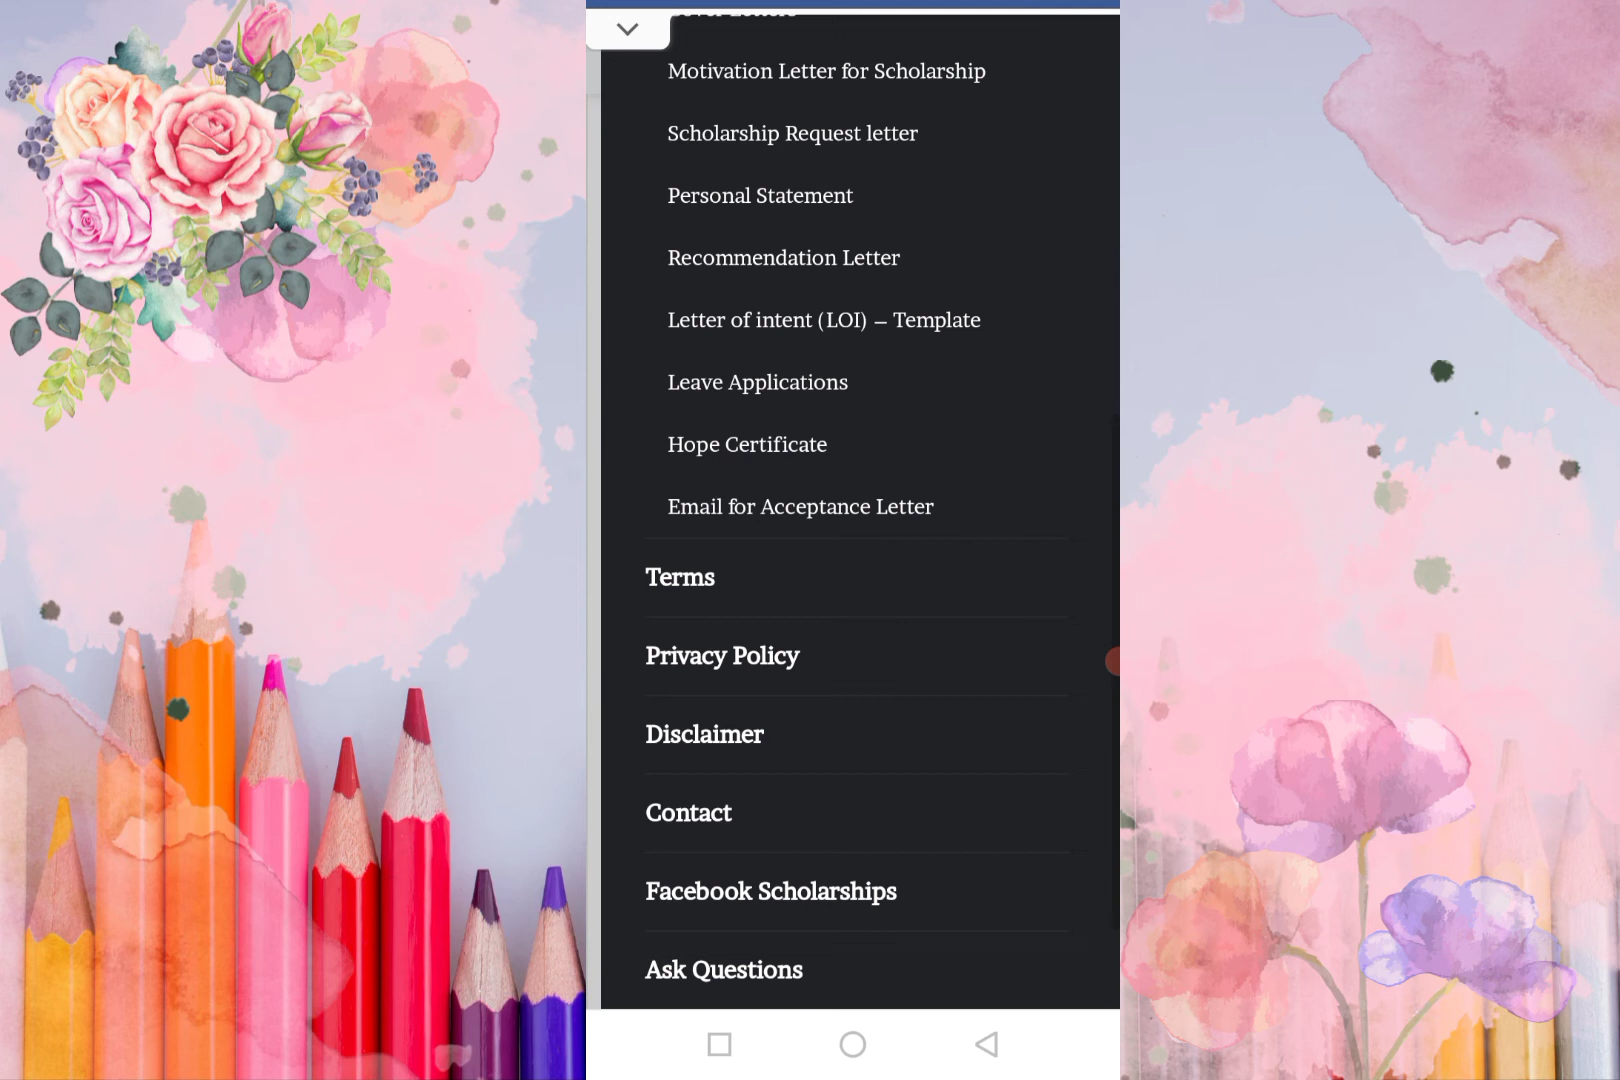 Motivation Letter for Scholarship
Scholarship Request letter
Personal Statement
Recommendation Letter
Letter of intent (LOI) – Template
Leave Applications
Hope Certificate
Email for Acceptance Letter
Terms
Privacy Policy
Disclaimer
Contact
Facebook Scholarships
Ask Questions